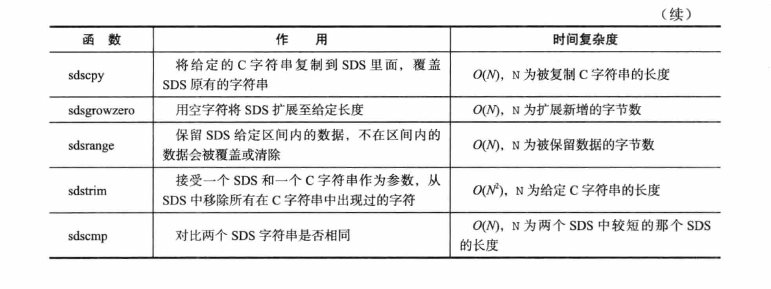 （续）
函 数 作 用 时间复杂度
sdscpy 将给定的 C 字符串复制到 SDS 里面，覆盖 SDS 原有的字符串 O(N)，N 为被复制 C 字符串的长度
sdsgrowzero 用空字符将 SDS 扩展至给定长度 O(N)，N 为扩展新增的字节数
sdsrange 保留 SDS 给定区间内的数据，不在区间内的数据会被覆盖或清除 O(N)，N 为被保留数据的字节数
sdstrim 接受一个 SDS 和一个 C 字符串作为参数，从 SDS 中移除所有在 C 字符串中出现过的字符 O(N²)，N 为给定 C 字符串的长度
sdscmp 对比两个 SDS 字符串是否相同 O(N)，N 为两个 SDS 中较短的那个 SDS 的长度